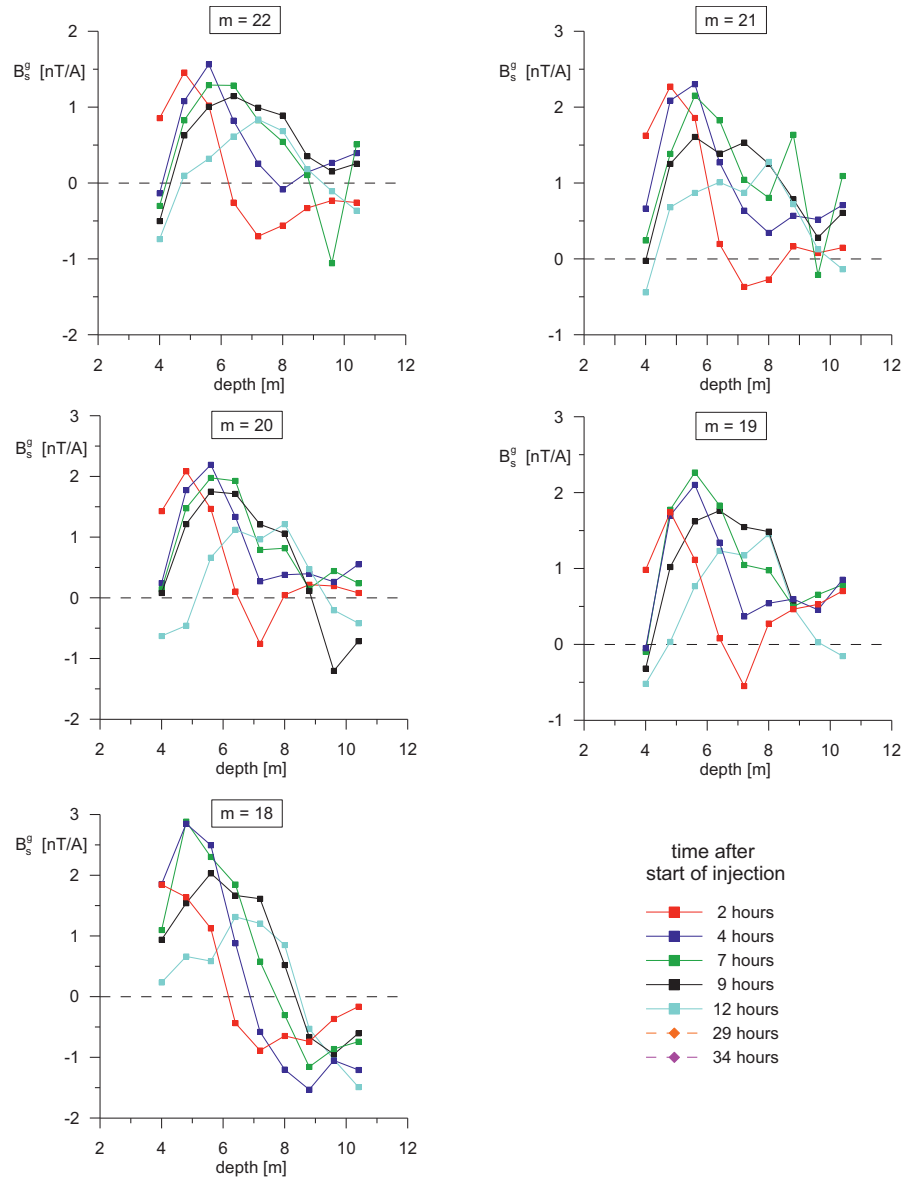 m = 22
B_s^g [nT/A]
2
1
0
-1
-2
2 4 6 8 10 12
depth [m]
m = 21
B_s^g [nT/A]
3
2
1
0
-1
2 4 6 8 10 12
depth [m]
m = 20
B_s^g [nT/A]
3
2
1
0
-1
-2
2 4 6 8 10 12
depth [m]
m = 19
B_s^g [nT/A]
3
2
1
0
-1
2 4 6 8 10 12
depth [m]
m = 18
B_s^g [nT/A]
3
2
1
0
-1
-2
2 4 6 8 10 12
depth [m]
time after
start of injection
2 hours
4 hours
7 hours
9 hours
12 hours
29 hours
34 hours